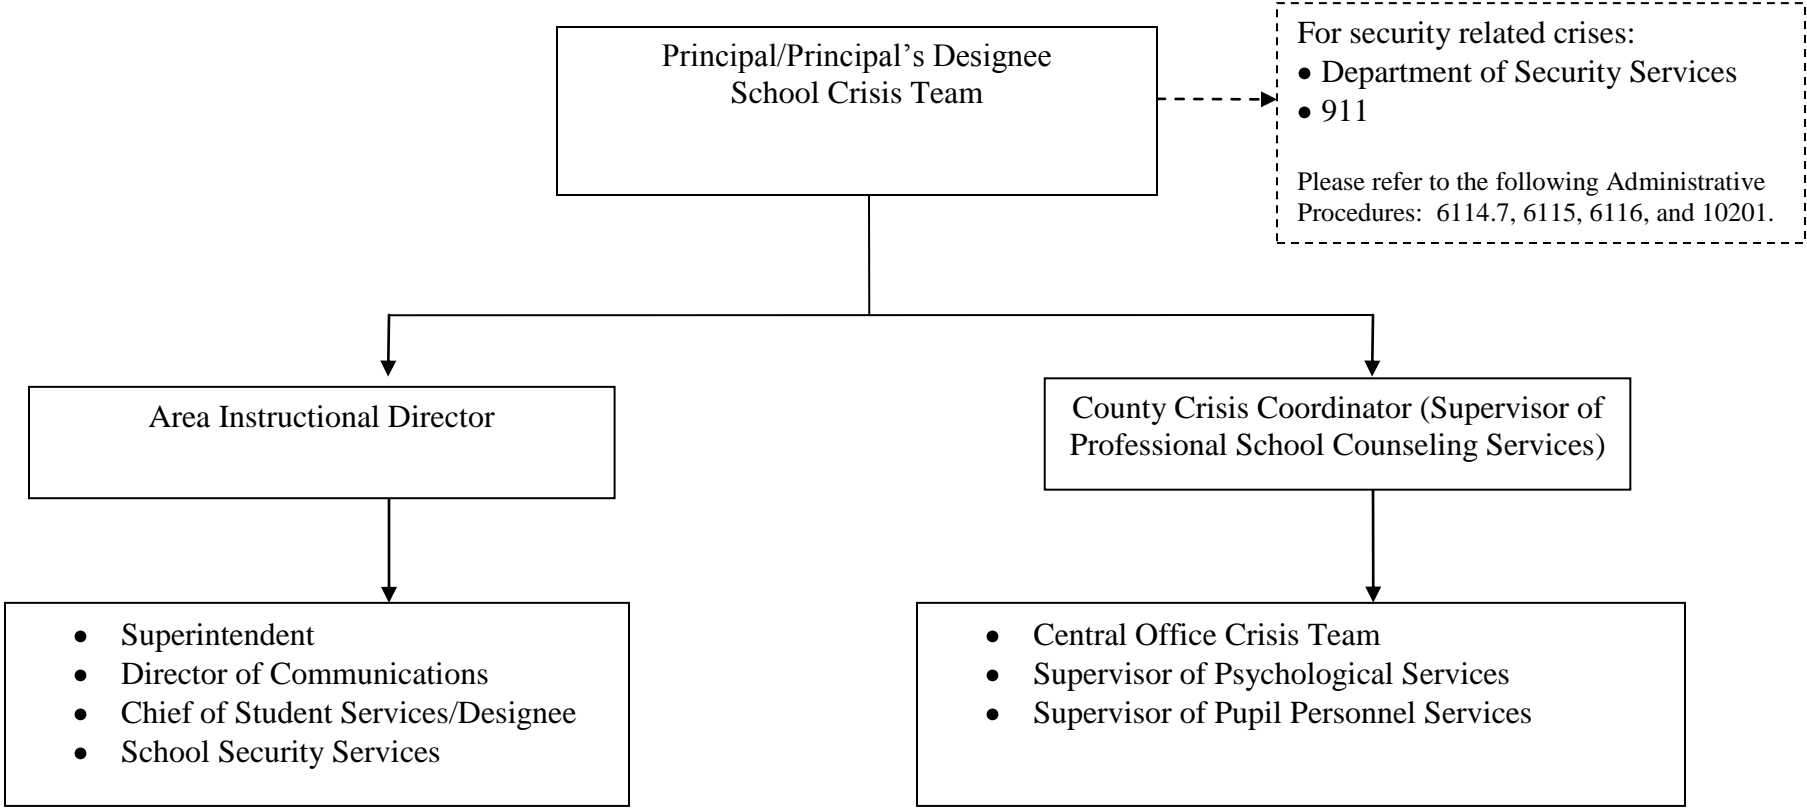 Principal/Principal’s Designee
School Crisis Team
For security related crises:
• Department of Security Services
• 911
Please refer to the following Administrative
Procedures:  6114.7, 6115, 6116, and 10201.
Area Instructional Director
County Crisis Coordinator (Supervisor of
Professional School Counseling Services)
• Superintendent
• Director of Communications
• Chief of Student Services/Designee
• School Security Services
• Central Office Crisis Team
• Supervisor of Psychological Services
• Supervisor of Pupil Personnel Services